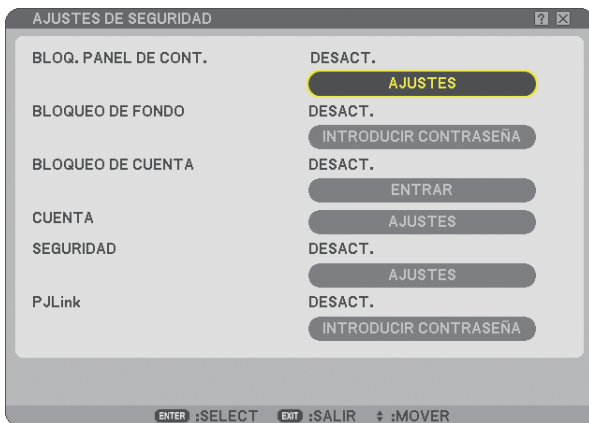 AJUSTES DE SEGURIDAD ? X
BLOQ. PANEL DE CONT. DESACT.
AJUSTES
BLOQUEO DE FONDO DESACT.
INTRODUCIR CONTRASEÑA
BLOQUEO DE CUENTA DESACT.
ENTRAR
CUENTA AJUSTES
SEGURIDAD DESACT.
AJUSTES
PJLink DESACT.
INTRODUCIR CONTRASEÑA
ENTER :SELECT EXIT :SALIR :MOVER